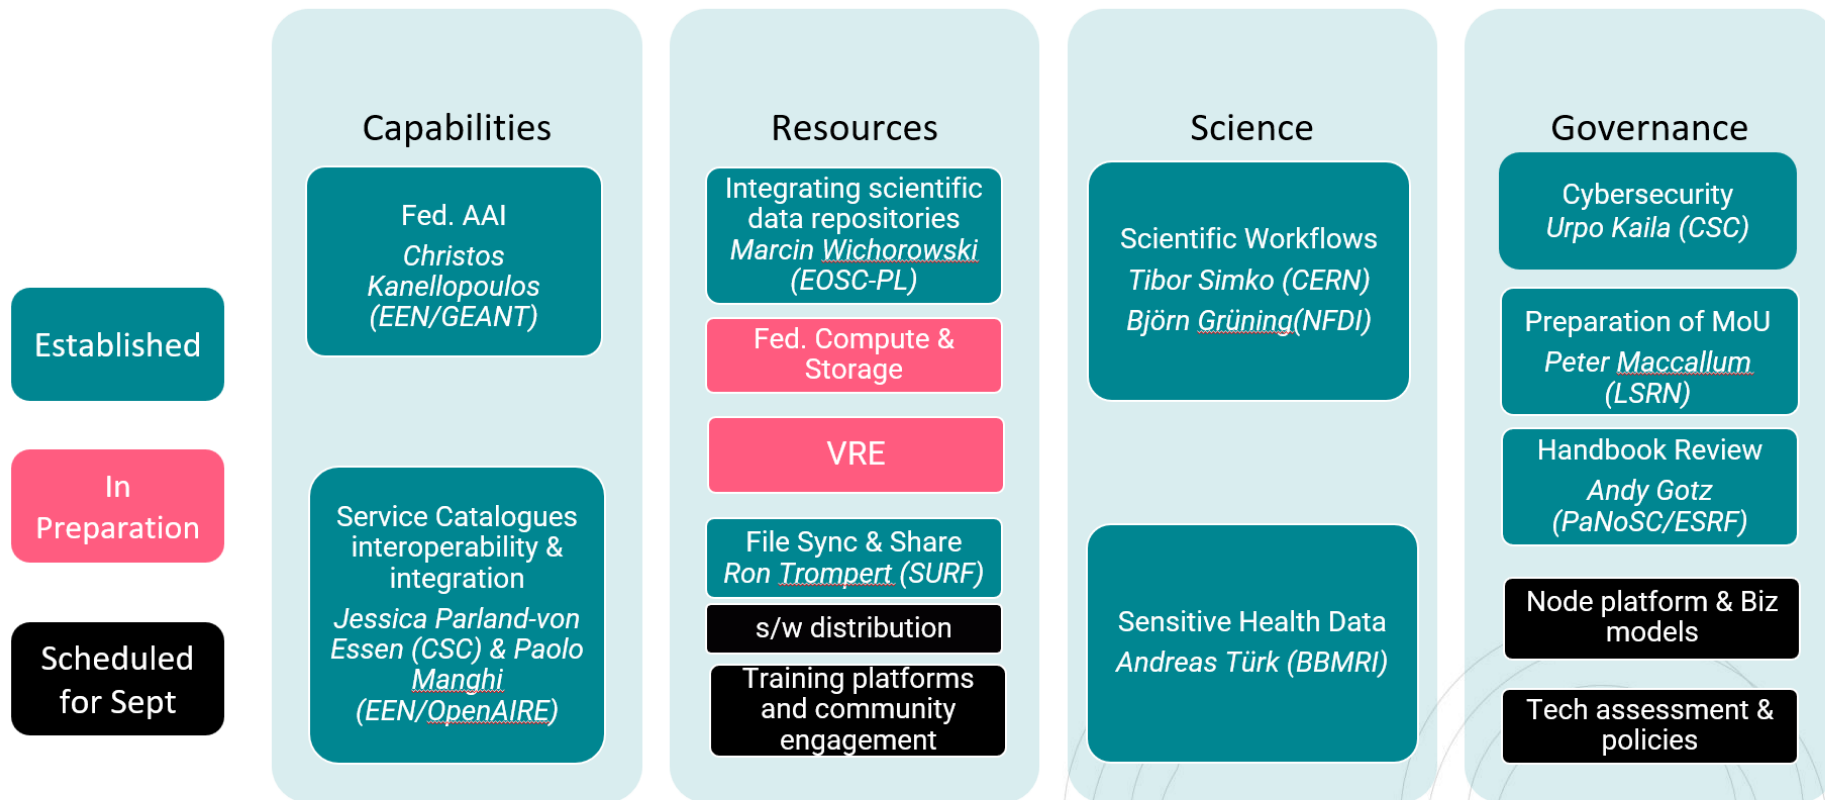 Established
In
Preparation
Scheduled
for Sept
Capabilities
Fed. AAI
Christos
Kanellopoulos
(EEN/GEANT)
Service Catalogues
interoperability &
integration
Jessica Parland-von
Essen (CSC) & Paolo
Manghi
(EEN/OpenAIRE)
Resources
Integrating scientific
data repositories
Marcin Wichorowski
(EOSC-PL)
Fed. Compute &
Storage
VRE
File Sync & Share
Ron Trompert (SURF)
s/w distribution
Training platforms
and community
engagement
Science
Scientific Workflows
Tibor Simko (CERN)
Björn Grüning(NFDI)
Sensitive Health Data
Andreas Türk (BBMRI)
Governance
Cybersecurity
Urpo Kaila (CSC)
Preparation of MoU
Peter Maccallum
(LSRN)
Handbook Review
Andy Gotz
(PaNoSC/ESRF)
Node platform & Biz
models
Tech assessment &
policies